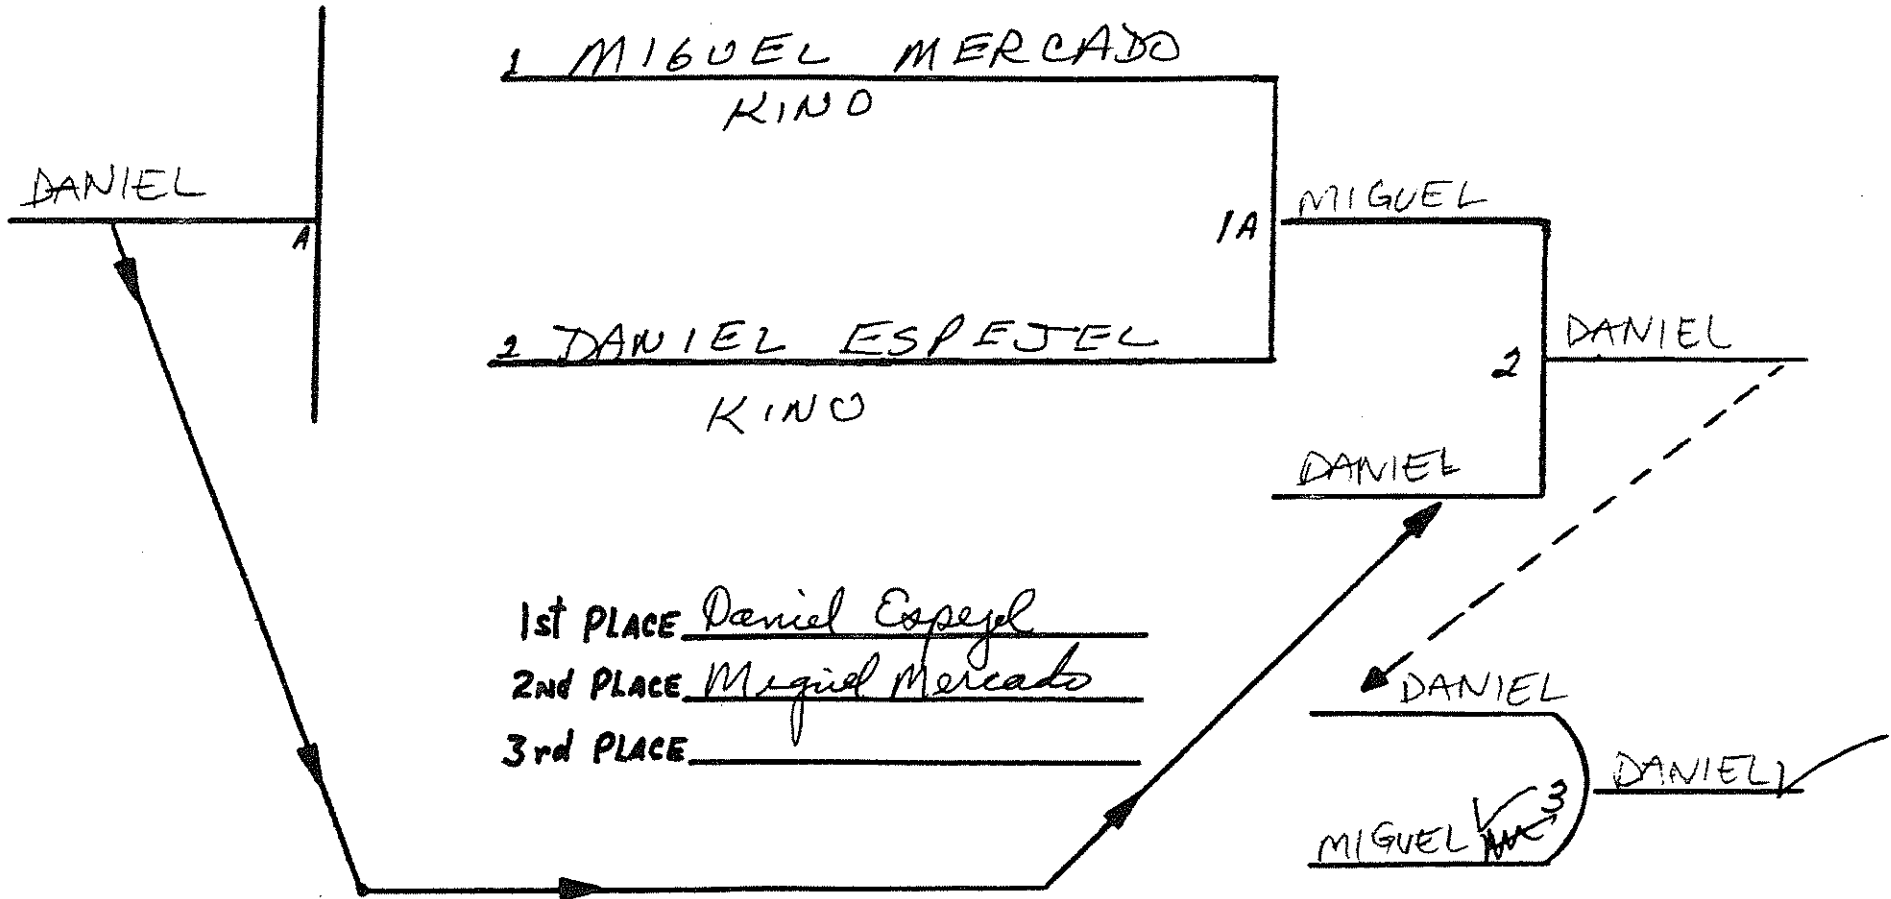 1 MIGUEL MERCADO
KINO
DANIEL
A
1A
MIGUEL
2 DANIEL ESPEJEL
KINO
2
DANIEL
DANIEL
1st PLACE Daniel Espejel
2Nd PLACE Miguel Mercado
3rd PLACE
DANIEL
3
DANIEL
MIGUEL